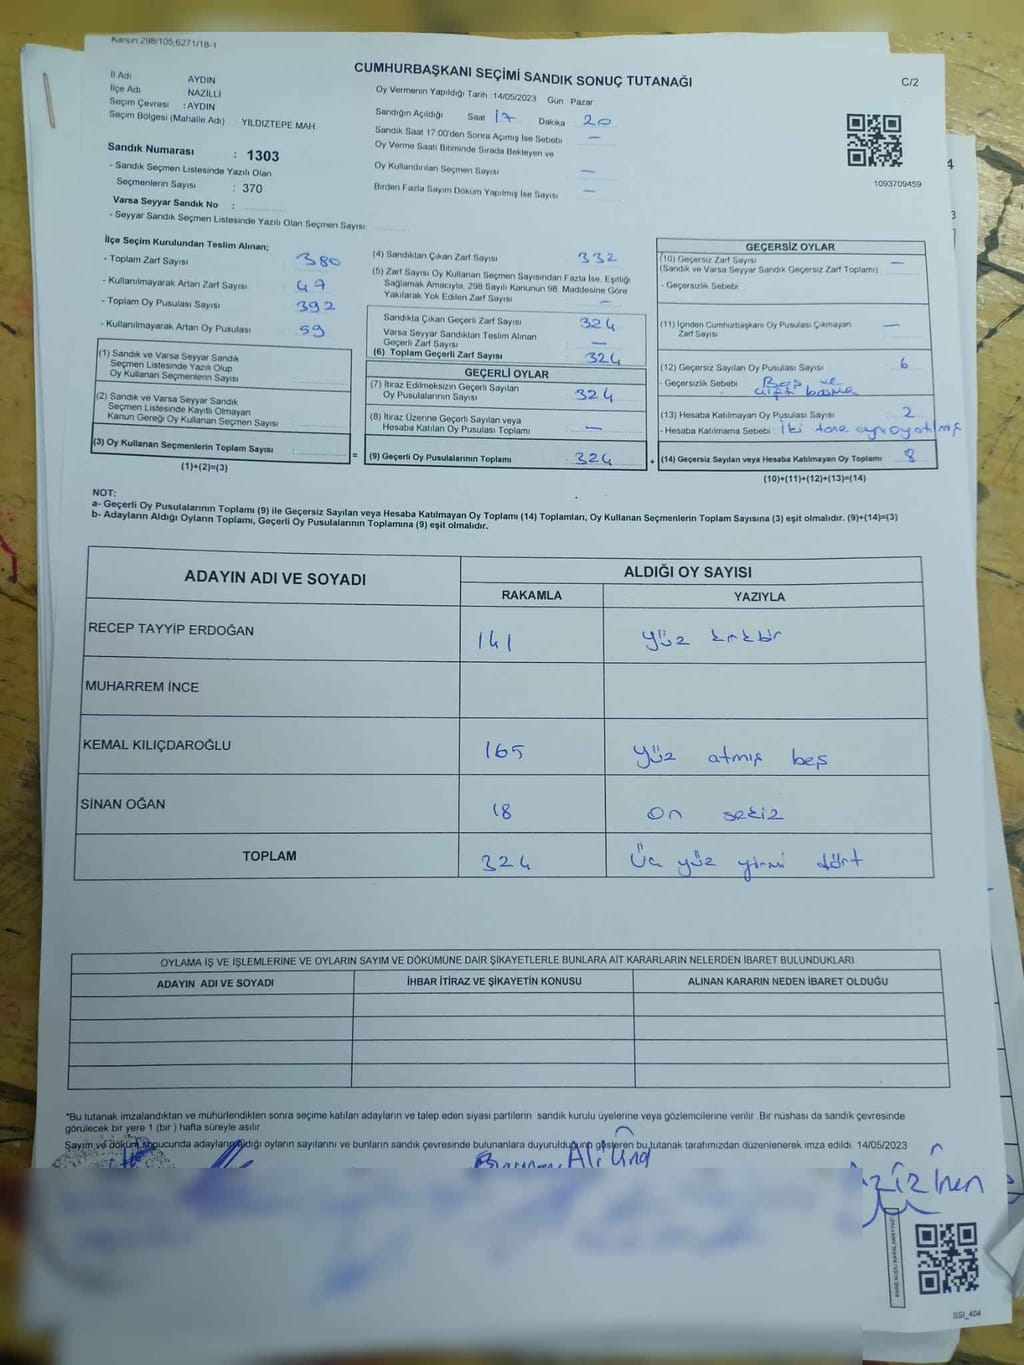 Kanun:298/105,6271/18-1
CUMHURBAŞKANI SEÇİMİ SANDIK SONUÇ TUTANAĞI
C/2
İl Adı AYDIN
İlçe Adı NAZİLLİ
Seçim Çevresi : AYDIN
Seçim Bölgesi (Mahalle Adı) YILDIZTEPE MAH
Oy Vermenin Yapıldığı Tarih 14/05/2023 Gün Pazar
Sandığın Açıldığı Saat 17 Dakika 20
Sandık Saat 17:00'den Sonra Açılmış İse Sebebi —
Oy Verme Saati Bitiminde Sırada Bekleyen ve
Oy Kullandırılan Seçmen Sayısı —
Birden Fazla Sayım Döküm Yapılmış İse Sayısı —
1093709459
Sandık Numarası : 1303
- Sandık Seçmen Listesinde Yazılı Olan
Seçmenlerin Sayısı : 370
Varsa Seyyar Sandık No :
- Seyyar Sandık Seçmen Listesinde Yazılı Olan Seçmen Sayısı
İlçe Seçim Kurulundan Teslim Alınan;
- Toplam Zarf Sayısı 380
- Kullanılmayarak Artan Zarf Sayısı 47
- Toplam Oy Pusulası Sayısı 392
- Kullanılmayarak Artan Oy Pusulası 59
(1) Sandık ve Varsa Seyyar Sandık
Seçmen Listesinde Yazılı Olup
Oy Kullanan Seçmenlerin Sayısı
(2) Sandık ve Varsa Seyyar Sandık
Seçmen Listesinde Kayıtlı Olmayan
Kanun Gereği Oy Kullanan Seçmen Sayısı
(3) Oy Kullanan Seçmenlerin Toplam Sayısı
(1)+(2)=(3)
(4) Sandıktan Çıkan Zarf Sayısı 332
(5) Zarf Sayısı Oy Kullanan Seçmen Sayısından Fazla İse, Eşitliği
Sağlamak Amacıyla, 298 Sayılı Kanunun 98. Maddesine Göre
Yakılarak Yok Edilen Zarf Sayısı —
Sandıkta Çıkan Geçerli Zarf Sayısı 324
Varsa Seyyar Sandıktan Teslim Alınan
Geçerli Zarf Sayısı —
(6) Toplam Geçerli Zarf Sayısı 324
GEÇERLİ OYLAR
(7) İtiraz Edilmeksizin Geçerli Sayılan
Oy Pusulalarının Sayısı 324
(8) İtiraz Üzerine Geçerli Sayılan veya
Hesaba Katılan Oy Pusulası Toplamı —
= (9) Geçerli Oy Pusulalarının Toplamı : 324
GEÇERSİZ OYLAR
(10) Geçersiz Zarf Sayısı —
(Sandık ve Varsa Seyyar Sandık Geçersiz Zarf Toplamı)
- Geçersizlik Sebebi
(11) İçinden Cumhurbaşkanı Oy Pusulası Çıkmayan
Zarf Sayısı —
(12) Geçersiz Sayılan Oy Pusulası Sayısı 6
- Geçersizlik Sebebi Boş ve
çift basma
(13) Hesaba Katılmayan Oy Pusulası Sayısı 2
- Hesaba Katılmama Sebebi İki tane
+ (14) Geçersiz Sayılan veya Hesaba Katılmayan Oy Toplamı 8
(10)+(11)+(12)+(13)=(14)
NOT:
a- Geçerli Oy Pusulalarının Toplamı (9) ile Geçersiz Sayılan veya Hesaba Katılmayan Oy Toplamı (14) Toplamları, Oy Kullanan Seçmenlerin Toplam Sayısına (3) eşit olmalıdır. (9)+(14)=(3)
b- Adayların Aldığı Oyların Toplamı, Geçerli Oy Pusulalarının Toplamına (9) eşit olmalıdır.
ADAYIN ADI VE SOYADI ALDIĞI OY SAYISI
RAKAMLA YAZIYLA
RECEP TAYYİP ERDOĞAN 141 yüz kırkbir
MUHARREM İNCE
KEMAL KILIÇDAROĞLU 165 yüz atmış beş
SİNAN OĞAN 18 on sekiz
TOPLAM 324 Üç yüz yirmi dört
OYLAMA İŞ VE İŞLEMLERİNE VE OYLARIN SAYIM VE DÖKÜMÜNE DAİR ŞİKAYETLERLE BUNLARA AİT KARARLARIN NELERDEN İBARET BULUNDUKLARI
ADAYIN ADI VE SOYADI İHBAR İTİRAZ VE ŞİKAYETİN KONUSU ALINAN KARARIN NEDEN İBARET OLDUĞU
*Bu tutanak imzalandıktan ve mühürlendikten sonra seçime katılan adayların ve talep eden siyasi partilerin sandık kurulu üyelerine veya gözlemcilerine verilir. Bir nüshası da sandık çevresinde
görülecek bir yere 1 (bir ) hafta süreyle asılır.
Sayım ve döküm sonucunda adayların aldığı oyların sayılarını ve bunların sandık çevresinde bulunanlara duyurulduğunu gösteren bu tutanak tarafımızdan düzenlenerek imza edildi. 14/05/2023
SSI_404